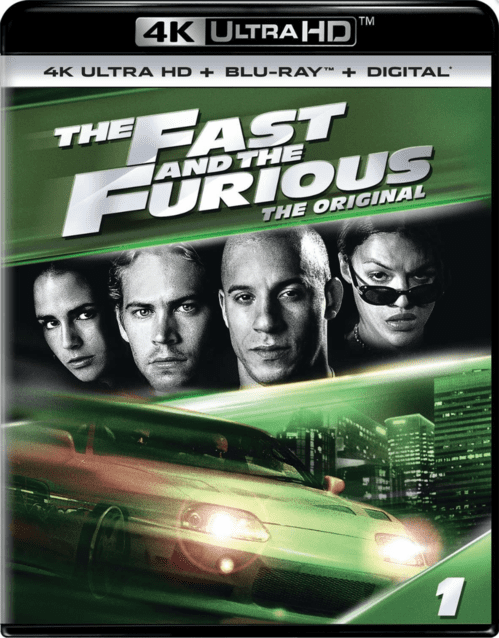 4K ULTRA HD™
4K ULTRA HD + BLU-RAY™ + DIGITAL*
THE FAST
AND THE
FURIOUS
THE ORIGINAL
1